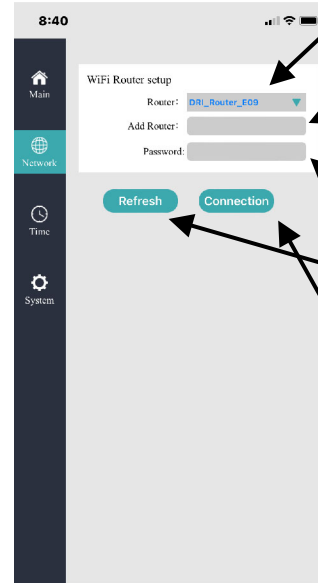 8:40
Main
Network
Time
System
WiFi Router setup
Router: DRI_Router_E09
Add Router:
Password:
Refresh
Connection